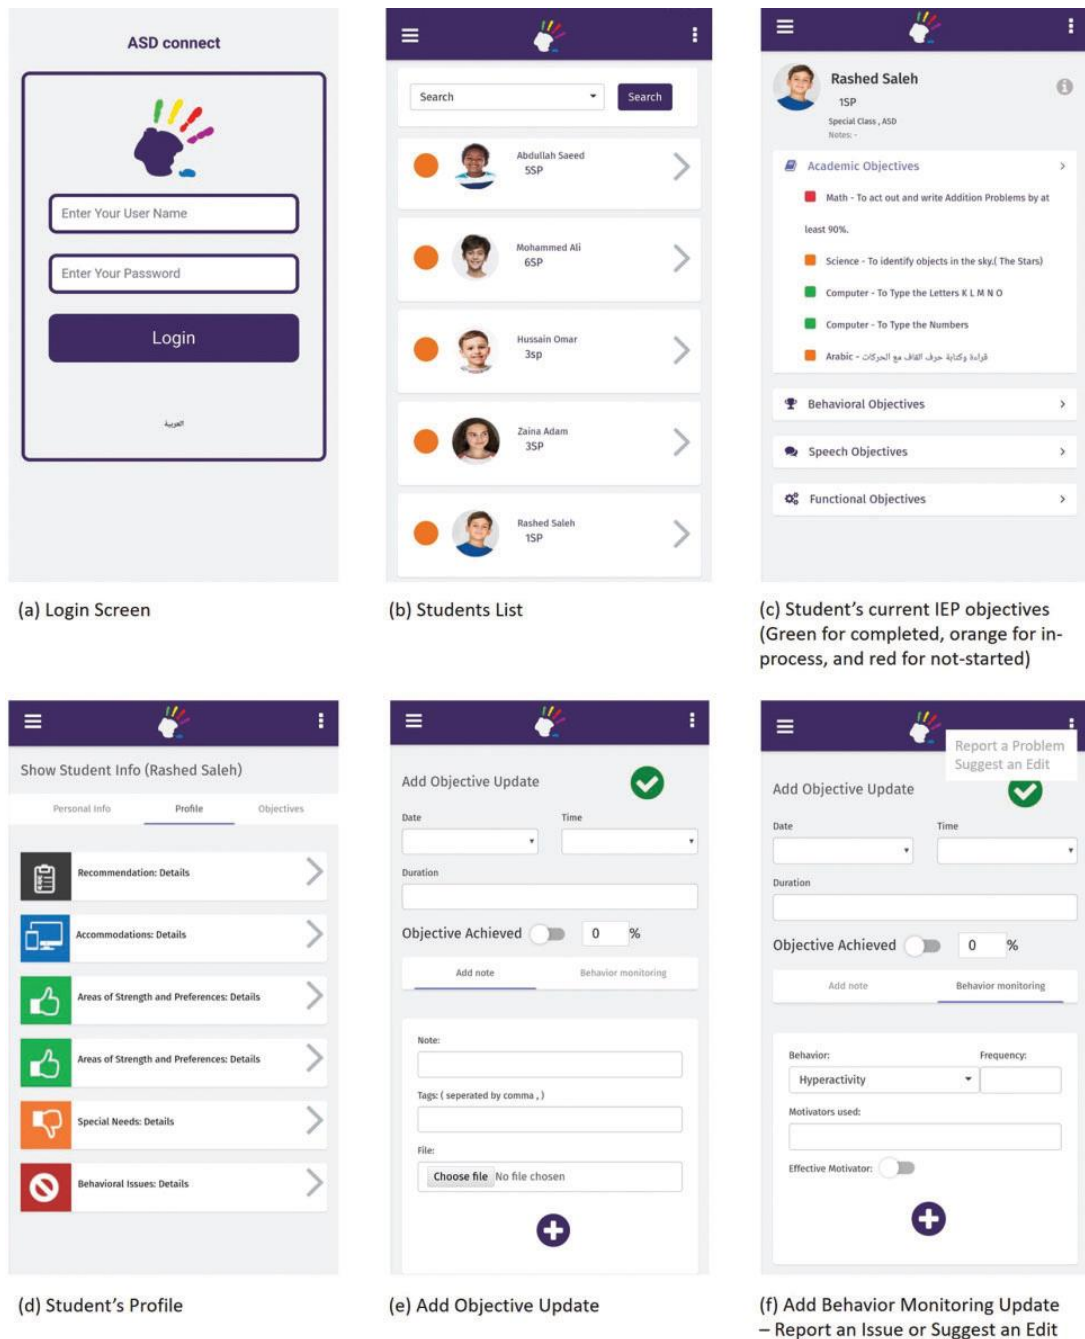 ASD connect
Enter Your User Name
Enter Your Password
Login
العربية
(a) Login Screen
Search
Search
Abdullah Saeed
5SP
Mohammed Ali
6SP
Hussain Omar
3sp
Zaina Adam
3SP
Rashed Saleh
1SP
(b) Students List
Rashed Saleh
1SP
Special Class , ASD
Notes: -
Academic Objectives
Math - To act out and write Addition Problems by at
least 90%.
Science - To identify objects in the sky.( The Stars)
Computer - To Type the Letters K L M N O
Computer - To Type the Numbers
Arabic - قراءة وكتابة حرف القاف مع الحركات
Behavioral Objectives
Speech Objectives
Functional Objectives
(c) Student's current IEP objectives
(Green for completed, orange for in-
process, and red for not-started)
Show Student Info (Rashed Saleh)
Personal Info Profile Objectives
Recommendation: Details
Accommodations: Details
Areas of Strength and Preferences: Details
Areas of Strength and Preferences: Details
Special Needs: Details
Behavioral Issues: Details
(d) Student's Profile
Add Objective Update
Date Time
Duration
Objective Achieved 0 %
Add note Behavior monitoring
Note:
Tags: ( seperated by comma , )
File:
Choose file No file chosen
(e) Add Objective Update
Report a Problem
Suggest an Edit
Add Objective Update
Date Time
Duration
Objective Achieved 0 %
Add note Behavior monitoring
Behavior: Frequency:
Hyperactivity
Motivators used:
Effective Motivator:
(f) Add Behavior Monitoring Update
– Report an Issue or Suggest an Edit